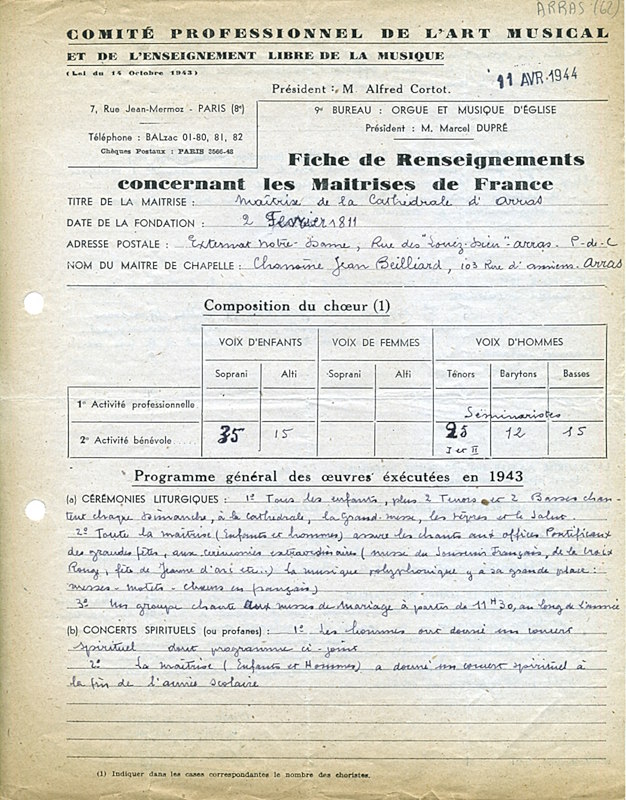 ARRAS (62)
COMITÉ PROFESSIONNEL DE L'ART MUSICAL
ET DE L'ENSEIGNEMENT LIBRE DE LA MUSIQUE
(Loi du 14 Octobre 1943)
11 AVR. 1944
Président : M Alfred Cortot.
7, Rue Jean-Mermoz - PARIS (8e)
Téléphone : BALzac 01-80, 81, 82
Chèques Postaux : PARIS 2566-48
9e BUREAU : ORGUE ET MUSIQUE D'ÉGLISE
Président : M. Marcel DUPRÉ
Fiche de Renseignements
concernant les Maitrises de France
TITRE DE LA MAITRISE : Maîtrise de la Cathédrale d'Arras
DATE DE LA FONDATION : 2 Février 1811
ADRESSE POSTALE : Externat Notre-Dame, Rue des "Louez-Dieu" - Arras. P-de-C
NOM DU MAITRE DE CHAPELLE : Chanoine Jean Beilliard, 103 Rue d'Amiens. Arras
Composition du chœur (1)
VOIX D'ENFANTS VOIX DE FEMMES VOIX D'HOMMES
Soprani Alti Soprani Alti Ténors Barytons Basses
1° Activité professionnelle
Séminaristes
2° Activité bénévole 35 15 25 12 15
I et II
Programme général des œuvres éxécutées en 1943
(a) CÉRÉMONIES LITURGIQUES : 1° Tous les enfants, plus 2 Tenors et 2 Basses chan-
tent chaque Dimanche, à la Cathédrale, la Grand-messe, les Vêpres et le Salut.
2° Toute la maîtrise (Enfants et hommes) assure les chants aux offices Pontificaux
des grandes fêtes, aux cérémonies extraordinaires (messe du Souvenir Français, de la Croix
Rouge, fête de Jeanne d'Arc etc..) La musique polyphonique y a sa grande place :
messes - motets - chœurs en français)
3° Un groupe chante aux messes de Mariage à partir de 11H30, au long de l'année
(b) CONCERTS SPIRITUELS (ou profanes) : 1° Les hommes ont donné un concert
spirituel dont programme ci-joint
2° La maîtrise (Enfants et Hommes) a donné un concert spirituel à
la fin de l'année scolaire
(1) Indiquer dans les cases correspondantes le nombre des choristes.